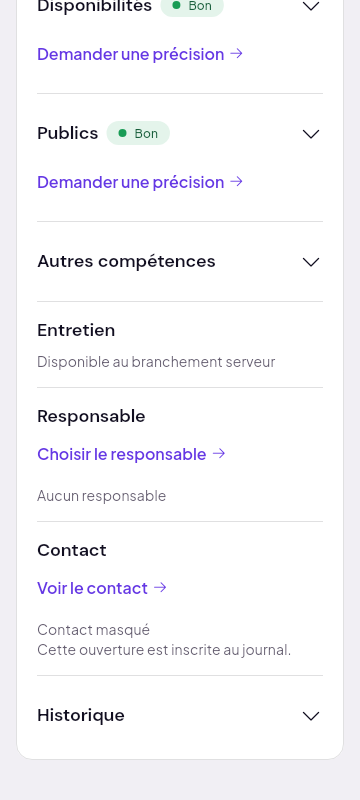 Disponibilités Bon
Demander une précision →
Publics Bon
Demander une précision →
Autres compétences
Entretien
Disponible au branchement serveur
Responsable
Choisir le responsable →
Aucun responsable
Contact
Voir le contact →
Contact masqué
Cette ouverture est inscrite au journal.
Historique